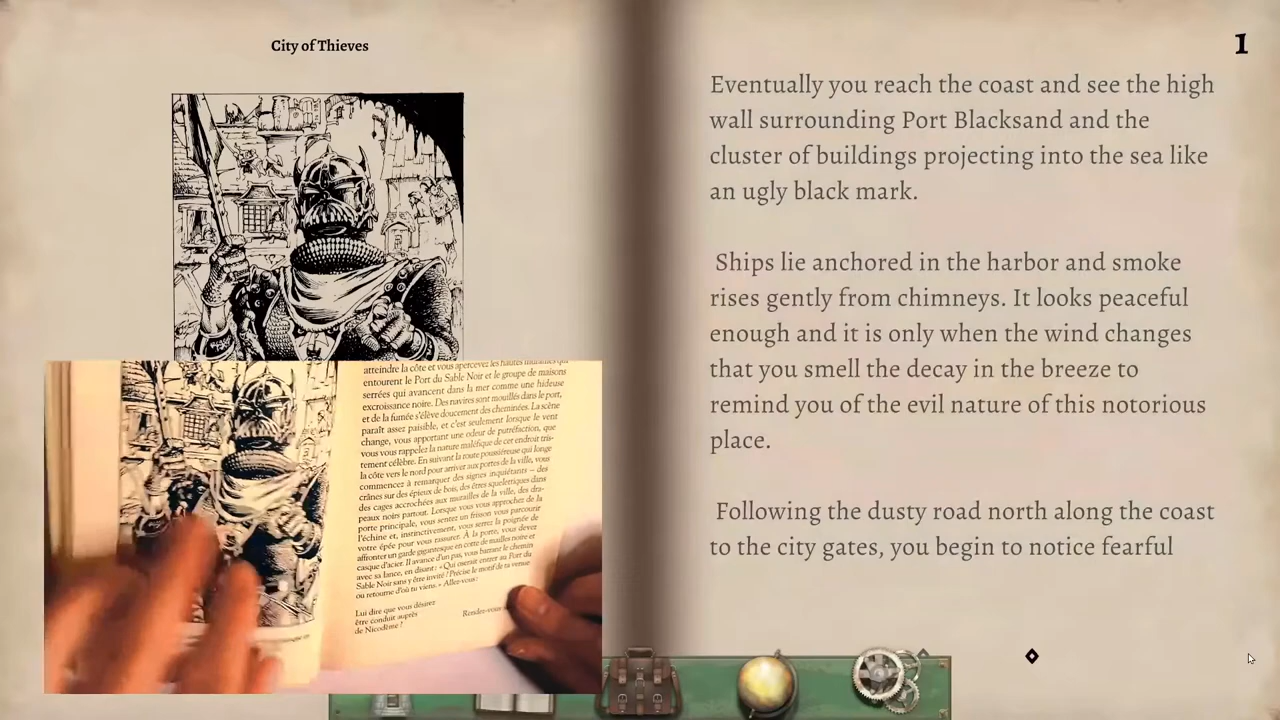 City of Thieves
1
Eventually you reach the coast and see the high
wall surrounding Port Blacksand and the
cluster of buildings projecting into the sea like
an ugly black mark.
Ships lie anchored in the harbor and smoke
rises gently from chimneys. It looks peaceful
enough and it is only when the wind changes
that you smell the decay in the breeze to
remind you of the evil nature of this notorious
place.
Following the dusty road north along the coast
to the city gates, you begin to notice fearful
atteindre la côte et vous apercevez les hautes murailles qui
entourent le Port du Sable Noir et le groupe de maisons
serrées qui avancent dans la mer comme une hideuse
excroissance noire. Des navires sont mouillés dans le port,
et de la fumée s'élève doucement des cheminées. La scène
paraît assez paisible, et c'est seulement lorsque le vent
change, vous apportant une odeur de putréfaction, que
vous vous rappelez la nature maléfique de cet endroit tris-
tement célèbre. En suivant la route poussiéreuse qui longe
la côte vers le nord pour arriver aux portes de la ville, vous
commencez à remarquer des signes inquiétants – des
crânes sur des épieux de bois, des êtres squelettiques dans
des cages accrochées aux murailles de la ville, des dra-
peaux noirs partout. Lorsque vous vous approchez de la
porte principale, vous sentez un frisson vous parcourir
l'échine et, instinctivement, vous serrez la poignée de
votre épée pour vous rassurer. À la porte, vous devez
affronter un garde gigantesque en cotte de mailles noire et
casque d'acier. Il avance d'un pas, vous barrant le chemin
avec sa lance, en disant : « Qui oserait entrer au Port du
Sable Noir sans y être invité ? Précise le motif de ta venue
ou retourne d'où tu viens. » Allez-vous :
Lui dire que vous désirez
être conduit auprès
de Nicodème ?
Rendez-vous